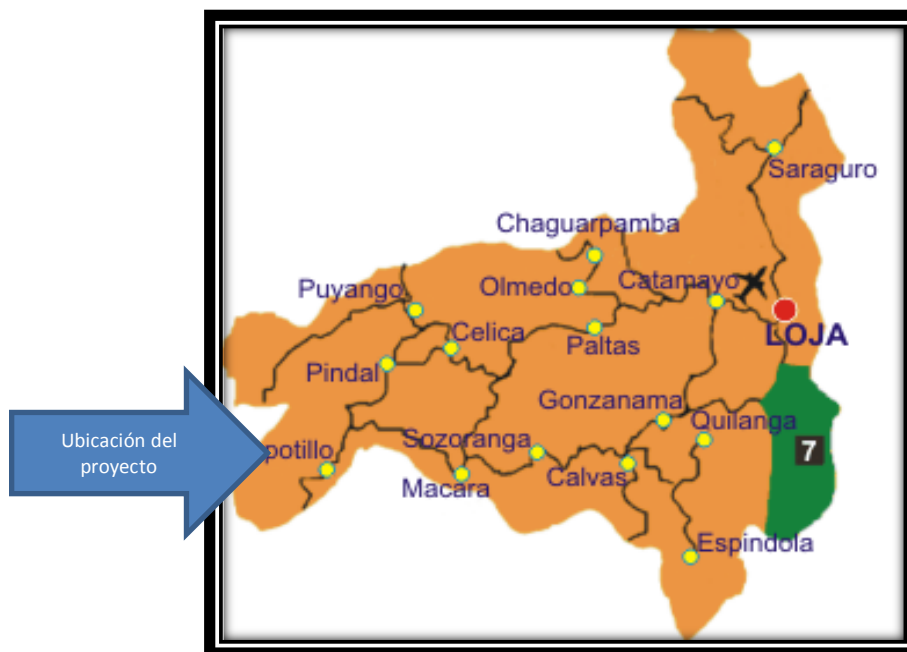 Saraguro
Chaguarpamba
Catamayo
Olmedo
Puyango
LOJA
Celica
Paltas
Pindal
Gonzanama
Quilanga
Ubicación del
proyecto
potillo
Sozoranga
7
Calvas
Macara
Espindola